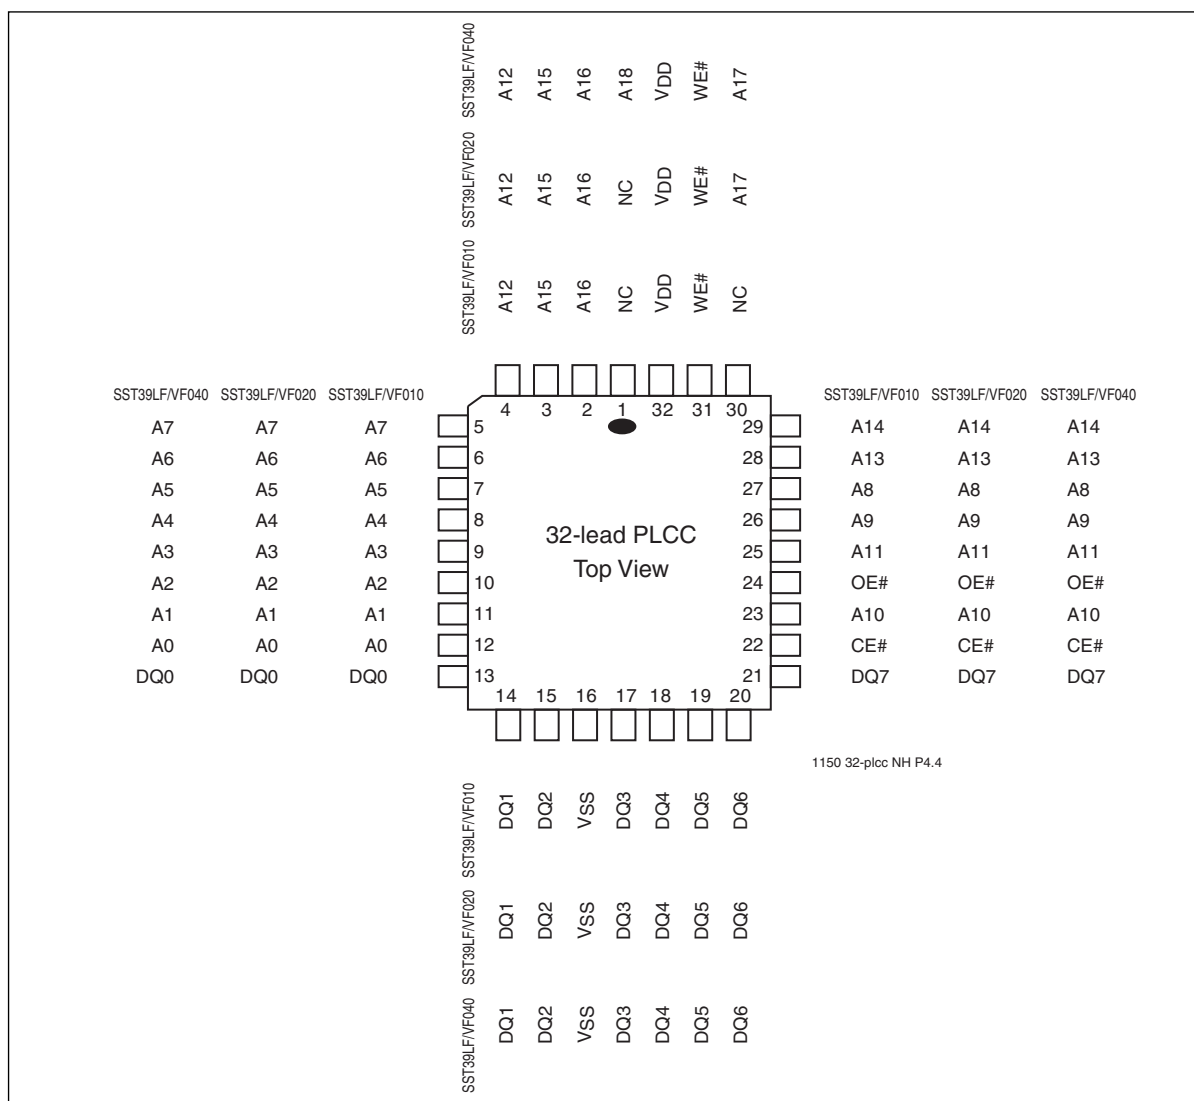 SST39LF/VF040 A12 A15 A16 A18 VDD WE# A17
SST39LF/VF020 A12 A15 A16 NC VDD WE# A17
SST39LF/VF010 A12 A15 A16 NC VDD WE# NC
SST39LF/VF040 SST39LF/VF020 SST39LF/VF010 SST39LF/VF010 SST39LF/VF020 SST39LF/VF040
4 3 2 1 32 31 30
A7 A7 A7 5 29 A14 A14 A14
A6 A6 A6 6 28 A13 A13 A13
A5 A5 A5 7 27 A8 A8 A8
A4 A4 A4 8 26 A9 A9 A9
32-lead PLCC
A3 A3 A3 9 25 A11 A11 A11
Top View
A2 A2 A2 10 24 OE# OE# OE#
A1 A1 A1 11 23 A10 A10 A10
A0 A0 A0 12 22 CE# CE# CE#
DQ0 DQ0 DQ0 13 21 DQ7 DQ7 DQ7
14 15 16 17 18 19 20
1150 32-plcc NH P4.4
SST39LF/VF010 DQ1 DQ2 VSS DQ3 DQ4 DQ5 DQ6
SST39LF/VF020 DQ1 DQ2 VSS DQ3 DQ4 DQ5 DQ6
SST39LF/VF040 DQ1 DQ2 VSS DQ3 DQ4 DQ5 DQ6